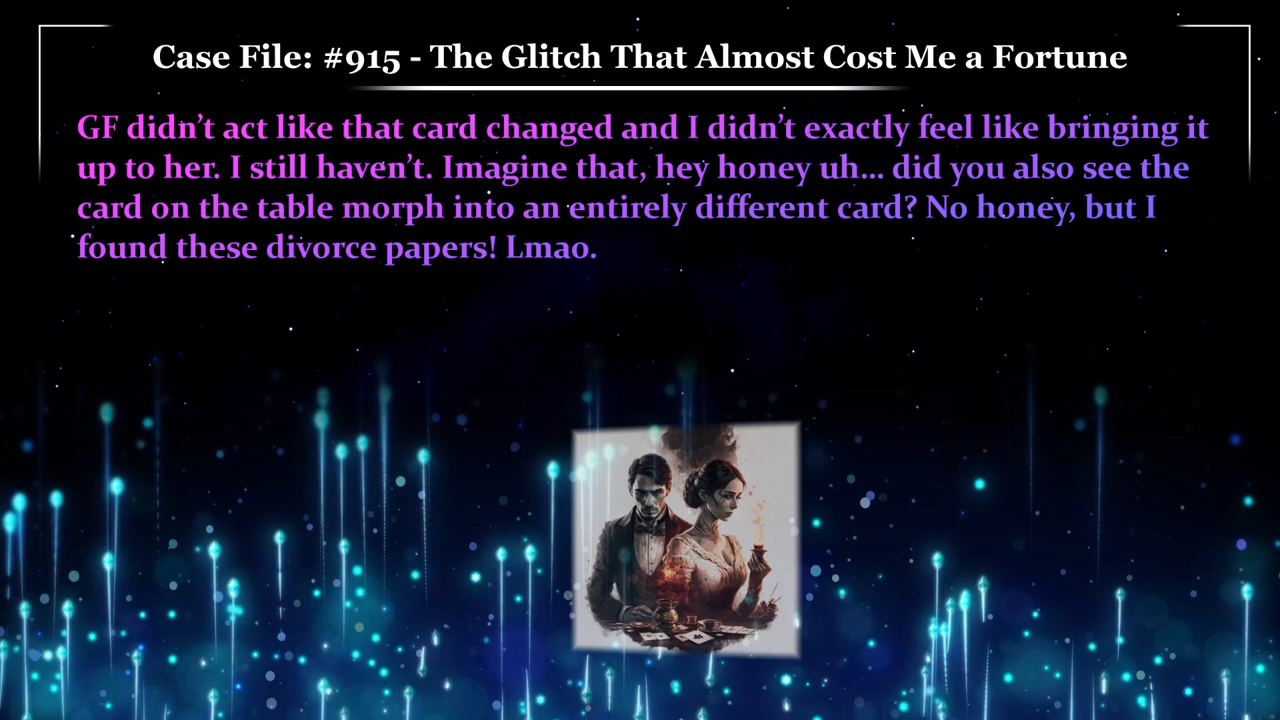 Case File: #915 - The Glitch That Almost Cost Me a Fortune
GF didn’t act like that card changed and I didn’t exactly feel like bringing it
up to her. I still haven’t. Imagine that, hey honey uh... did you also see the
card on the table morph into an entirely different card? No honey, but I
found these divorce papers! Lmao.